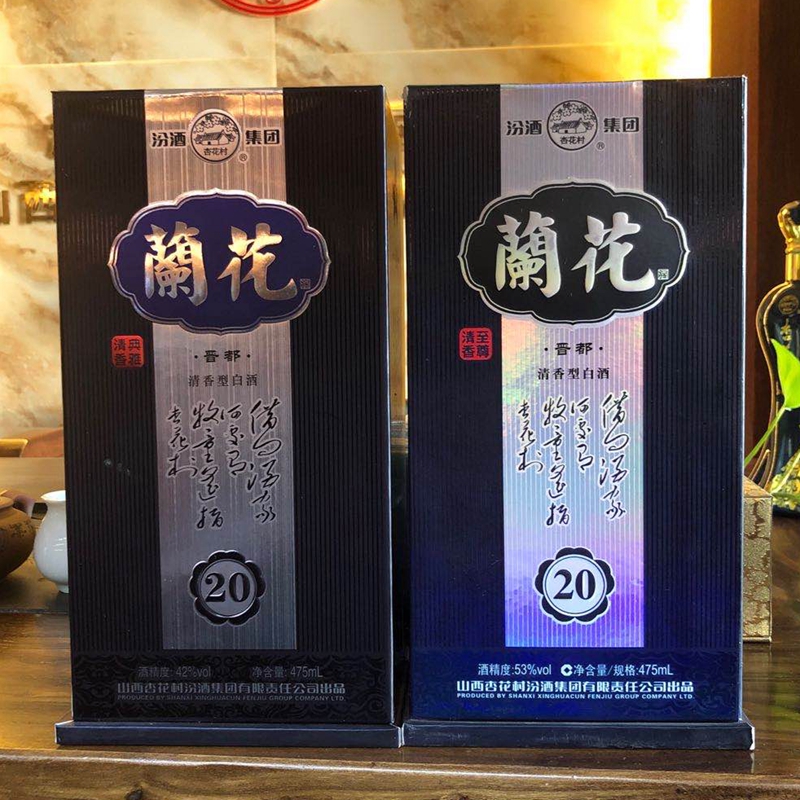 汾酒 集团
杏花村
®
蘭花
酒
清香
典雅
·晋都·
清香型白酒
借问酒家
何处有
牧童遥指
杏花村
20
酒精度:42%vol 净含量:475mL
山西杏花村汾酒集团有限责任公司出品
PRODUCED BY SHANXI XINGHUACUN FENJIU GROUP COMPANY LTD.
汾酒 集团
杏花村
®
蘭花
酒
清香
至尊
·晋都·
清香型白酒
借问酒家
何处有
牧童遥指
杏花村
20
酒精度:53%vol 净含量/规格:475mL
山西杏花村汾酒集团有限责任公司出品
PRODUCED BY SHANXI XINGHUACUN FENJIU GROUP COMPANY LTD.